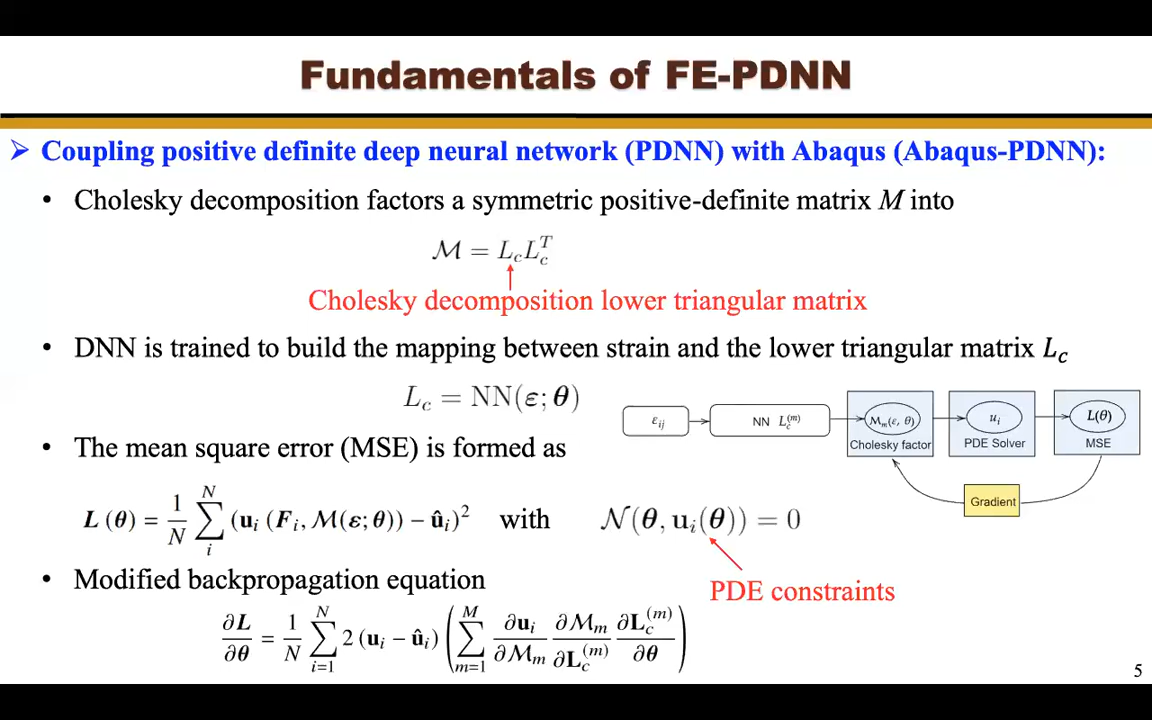 Fundamentals of FE-PDNN
➢ Coupling positive definite deep neural network (PDNN) with Abaqus (Abaqus-PDNN):
• Cholesky decomposition factors a symmetric positive-definite matrix M into
ℳ = L_c L_c^T
Cholesky decomposition lower triangular matrix
• DNN is trained to build the mapping between strain and the lower triangular matrix L_c
L_c = NN(ε; θ)
ε_ij
NN L_c^(m)
ℳ_m(ε, θ)
Cholesky factor
u_i
PDE Solver
L(θ)
MSE
Gradient
• The mean square error (MSE) is formed as
L (θ) = 1/N ∑_i^N (u_i (F_i, ℳ(ε; θ)) − û_i)^2 with 𝒩(θ, u_i(θ)) = 0
PDE constraints
• Modified backpropagation equation
∂L/∂θ = 1/N ∑_{i=1}^N 2 (u_i − û_i) (∑_{m=1}^M ∂u_i/∂ℳ_m ∂ℳ_m/∂L_c^(m) ∂L_c^(m)/∂θ)
5